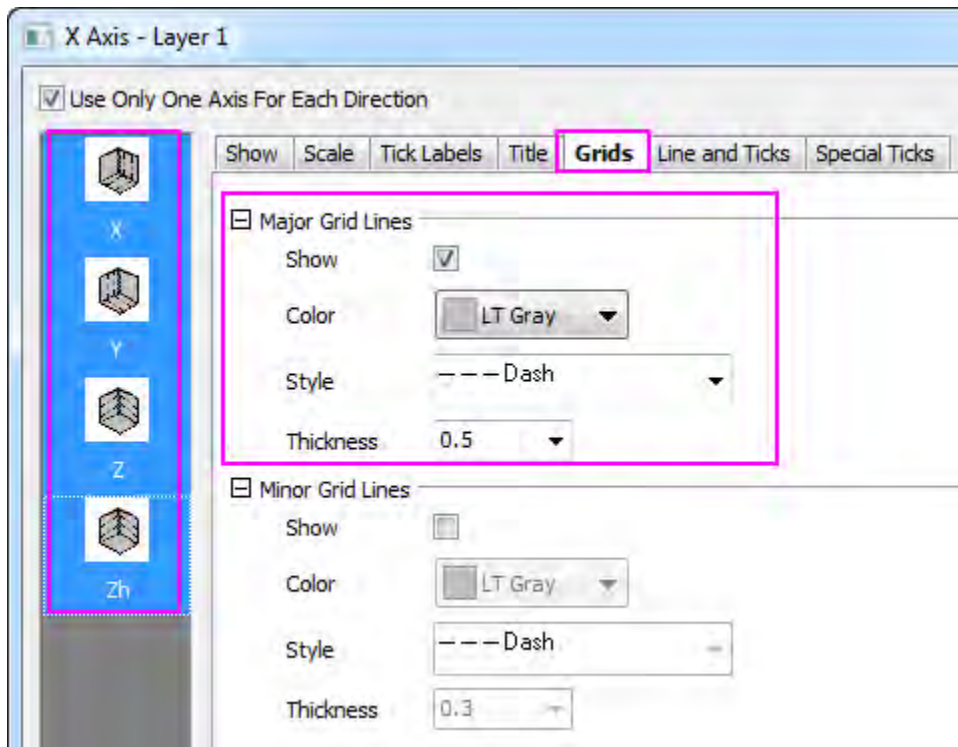 X Axis - Layer 1
Use Only One Axis For Each Direction
X
Y
Z
Zh
Show Scale Tick Labels Title Grids Line and Ticks Special Ticks
Major Grid Lines
Show
Color LT Gray
Style Dash
Thickness 0.5
Minor Grid Lines
Show
Color LT Gray
Style Dash
Thickness 0.3